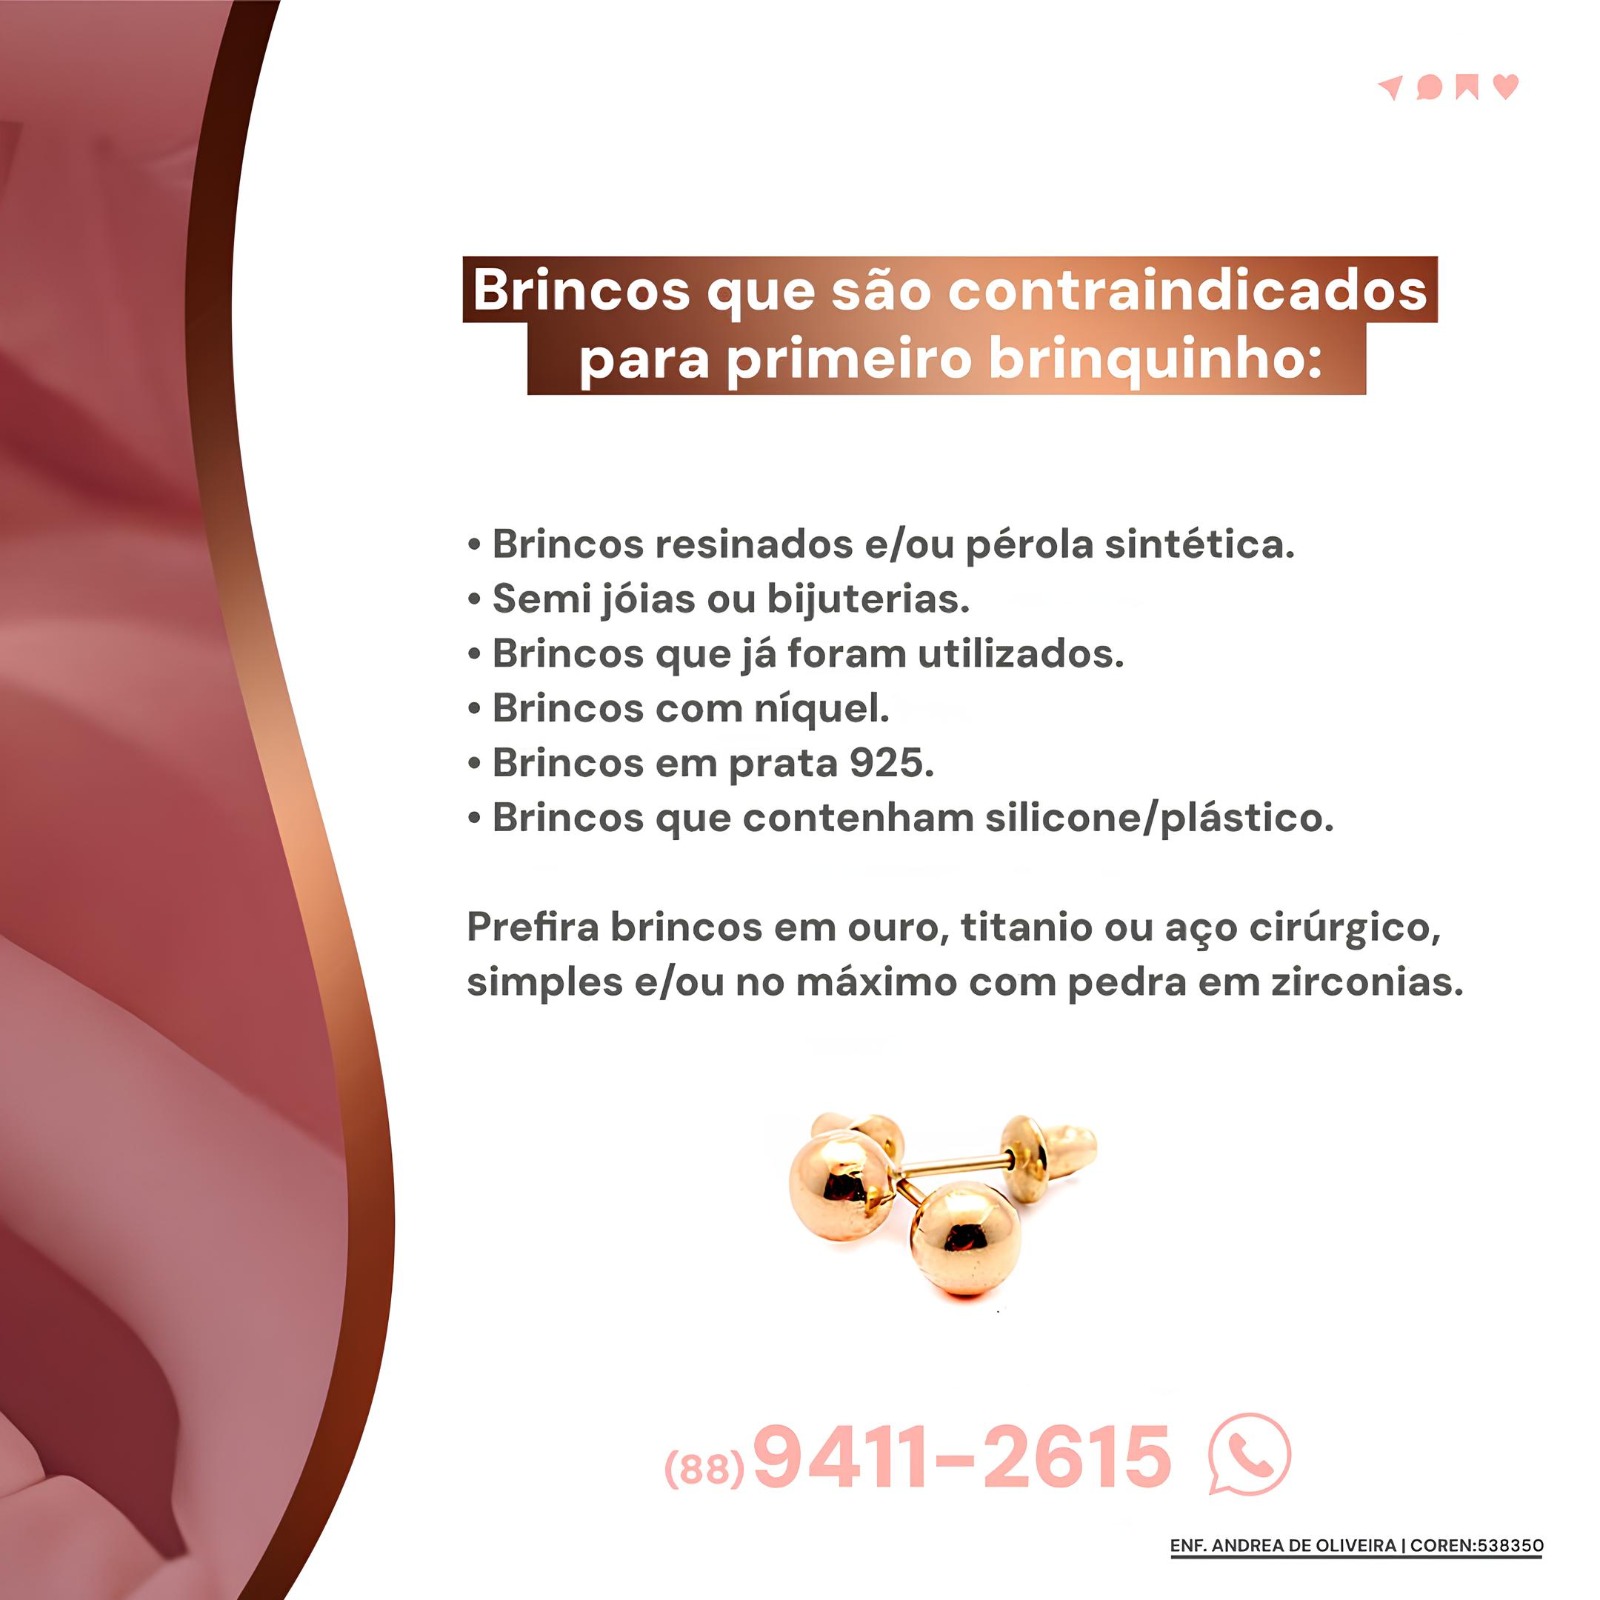 Brincos que são contraindicados
para primeiro brinquinho:
• Brincos resinados e/ou pérola sintética.
• Semi jóias ou bijuterias.
• Brincos que já foram utilizados.
• Brincos com níquel.
• Brincos em prata 925.
• Brincos que contenham silicone/plástico.
Prefira brincos em ouro, titanio ou aço cirúrgico,
simples e/ou no máximo com pedra em zirconias.
(88) 9411-2615
ENF. ANDREA DE OLIVEIRA | COREN:538350